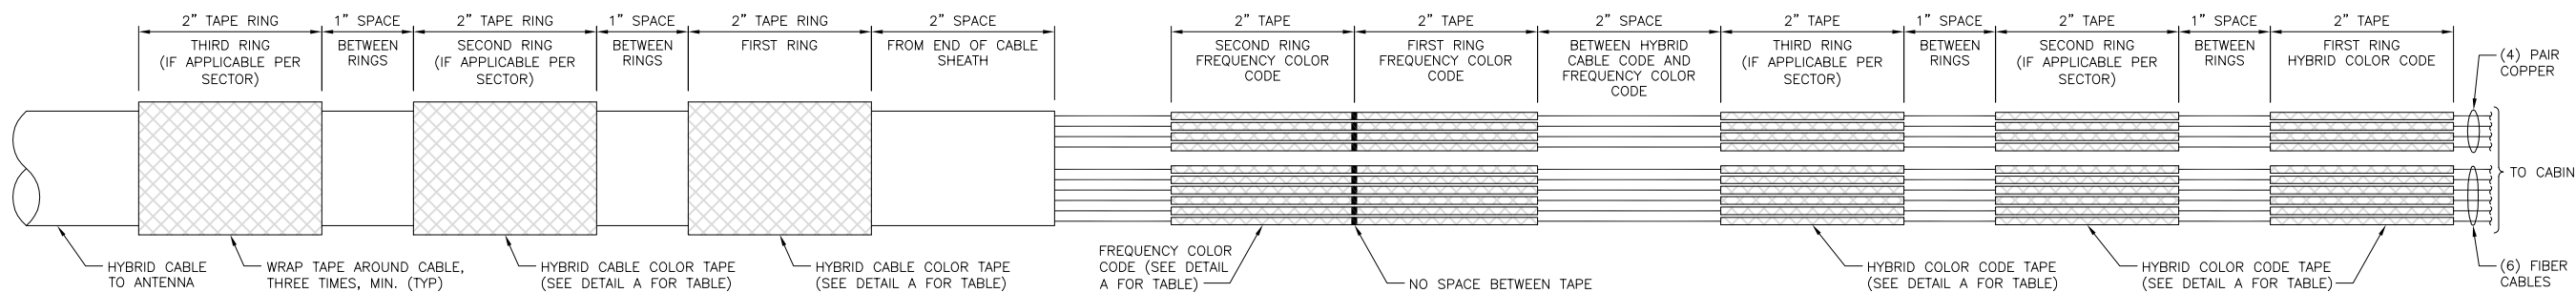 2" TAPE RING
THIRD RING
(IF APPLICABLE PER
SECTOR)
1" SPACE
BETWEEN
RINGS
2" TAPE RING
SECOND RING
(IF APPLICABLE PER
SECTOR)
1" SPACE
BETWEEN
RINGS
2" TAPE RING
FIRST RING
2" SPACE
FROM END OF CABLE
SHEATH
2" TAPE
SECOND RING
FREQUENCY COLOR
CODE
2" TAPE
FIRST RING
FREQUENCY COLOR
CODE
2" SPACE
BETWEEN HYBRID
CABLE CODE AND
FREQUENCY COLOR
CODE
2" TAPE
THIRD RING
(IF APPLICABLE PER
SECTOR)
1" SPACE
BETWEEN
RINGS
2" TAPE
SECOND RING
(IF APPLICABLE PER
SECTOR)
1" SPACE
BETWEEN
RINGS
2" TAPE
FIRST RING
HYBRID COLOR CODE
(4) PAIR
COPPER
TO CABIN
HYBRID CABLE
TO ANTENNA
WRAP TAPE AROUND CABLE,
THREE TIMES, MIN. (TYP)
HYBRID CABLE COLOR TAPE
(SEE DETAIL A FOR TABLE)
HYBRID CABLE COLOR TAPE
(SEE DETAIL A FOR TABLE)
FREQUENCY COLOR
CODE (SEE DETAIL
A FOR TABLE)
NO SPACE BETWEEN TAPE
HYBRID COLOR CODE TAPE
(SEE DETAIL A FOR TABLE)
HYBRID COLOR CODE TAPE
(SEE DETAIL A FOR TABLE)
(6) FIBER
CABLES